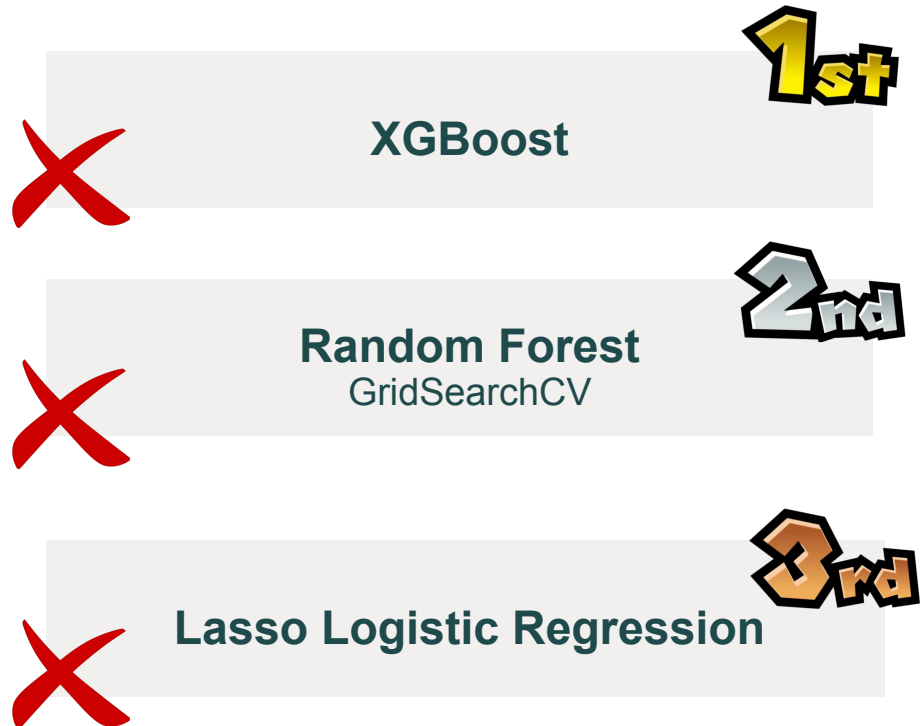 1st
XGBoost
2nd
Random Forest
GridSearchCV
3rd
Lasso Logistic Regression